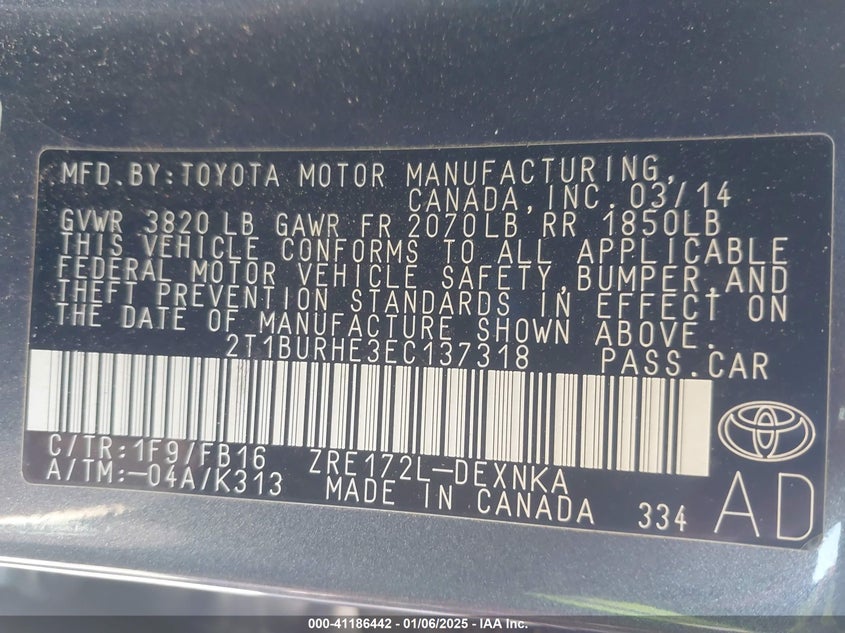 MFD.BY:TOYOTA MOTOR MANUFACTURING,
CANADA,INC. 03/14
GVWR 3820 LB GAWR FR 2070LB RR 1850LB
THIS VEHICLE CONFORMS TO ALL APPLICABLE
FEDERAL MOTOR VEHICLE SAFETY,BUMPER,AND
THEFT PREVENTION STANDARDS IN EFFECT ON
THE DATE OF MANUFACTURE SHOWN ABOVE.
2T1BURHE3EC137318 PASS.CAR
C/TR:1F9/FB16 ZRE172L-DEXNKA
A/TM:-04A/K313 MADE IN CANADA 334 AD
000-41186442 - 01/06/2025 - IAA Inc.